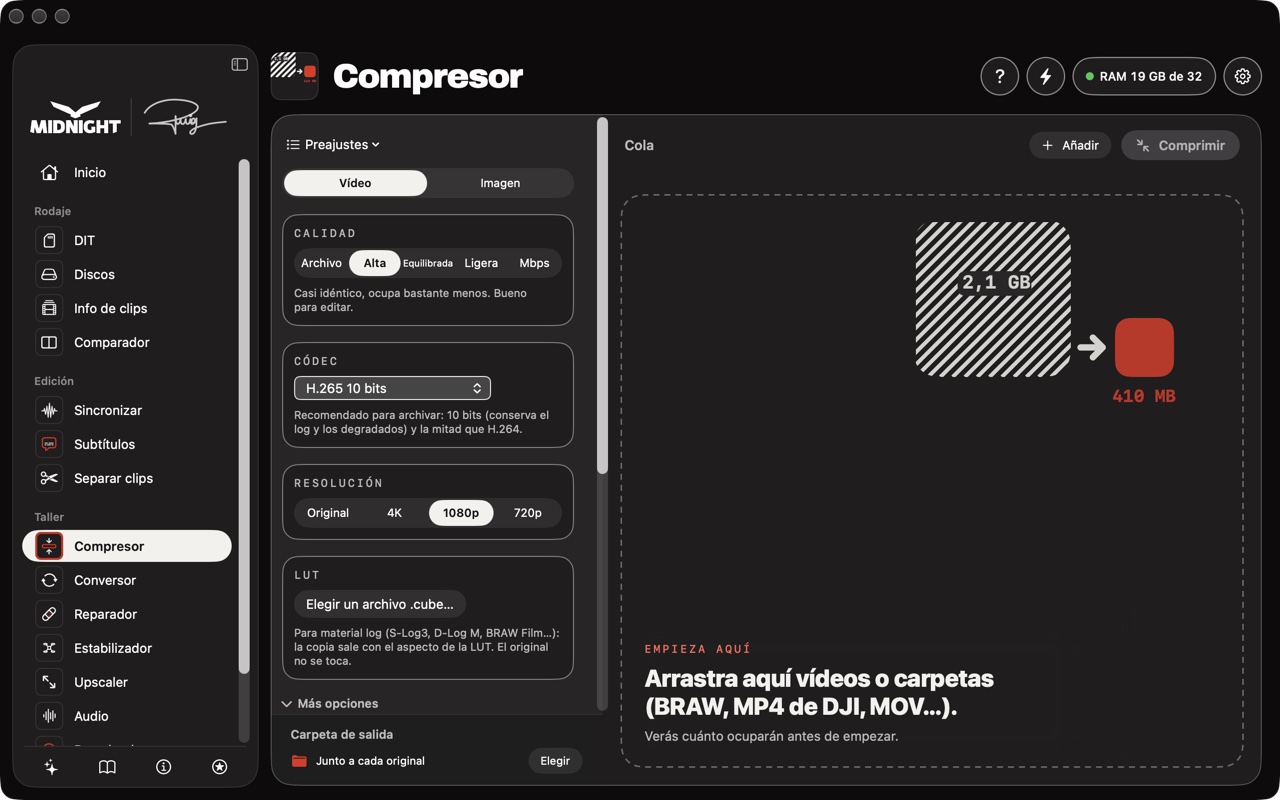 MIDNIGHT
Puig
Inicio
Rodaje
DIT
Discos
Info de clips
Comparador
Edición
Sincronizar
Subtítulos
Separar clips
Taller
Compresor
Conversor
Reparador
Estabilizador
Upscaler
Audio
Compresor
?
RAM 19 GB de 32
Preajustes
Vídeo
Imagen
CALIDAD
Archivo
Alta
Equilibrada
Ligera
Mbps
Casi idéntico, ocupa bastante menos. Bueno
para editar.
CÓDEC
H.265 10 bits
Recomendado para archivar: 10 bits (conserva el
log y los degradados) y la mitad que H.264.
RESOLUCIÓN
Original
4K
1080p
720p
LUT
Elegir un archivo .cube...
Para material log (S-Log3, D-Log M, BRAW Film...):
la copia sale con el aspecto de la LUT. El original
no se toca.
Más opciones
Carpeta de salida
Junto a cada original
Elegir
Cola
+ Añadir
Comprimir
2,1 GB
410 MB
EMPIEZA AQUÍ
Arrastra aquí vídeos o carpetas
(BRAW, MP4 de DJI, MOV...).
Verás cuánto ocuparán antes de empezar.